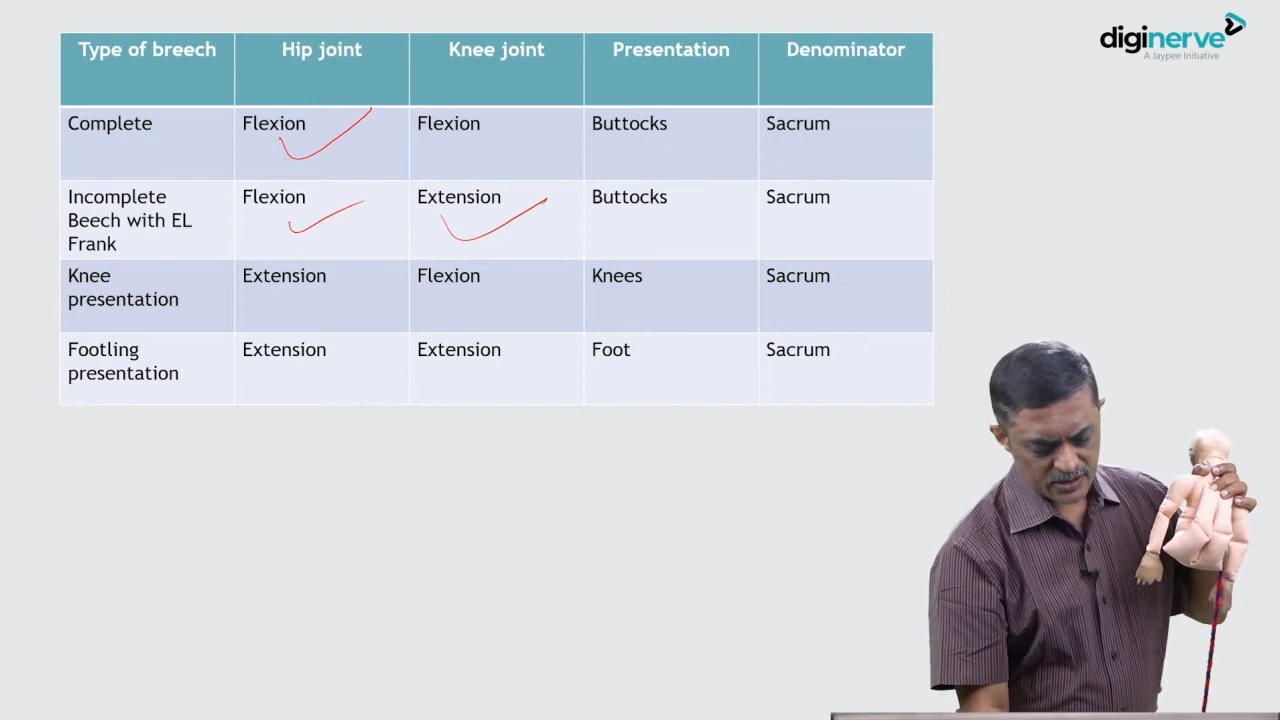 Type of breech Hip joint Knee joint Presentation Denominator
Complete Flexion Flexion Buttocks Sacrum
Incomplete Flexion Extension Buttocks Sacrum
Beech with EL
Frank
Knee Extension Flexion Knees Sacrum
presentation
Footling Extension Extension Foot Sacrum
presentation
diginerve
A Jaypee Initiative